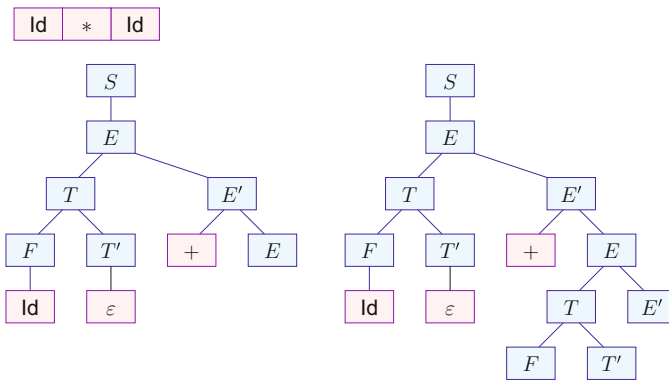 Id * Id
S S
E E
T E′ T E′
F T′ + E F T′ + E
Id ε Id ε T E′
F T′